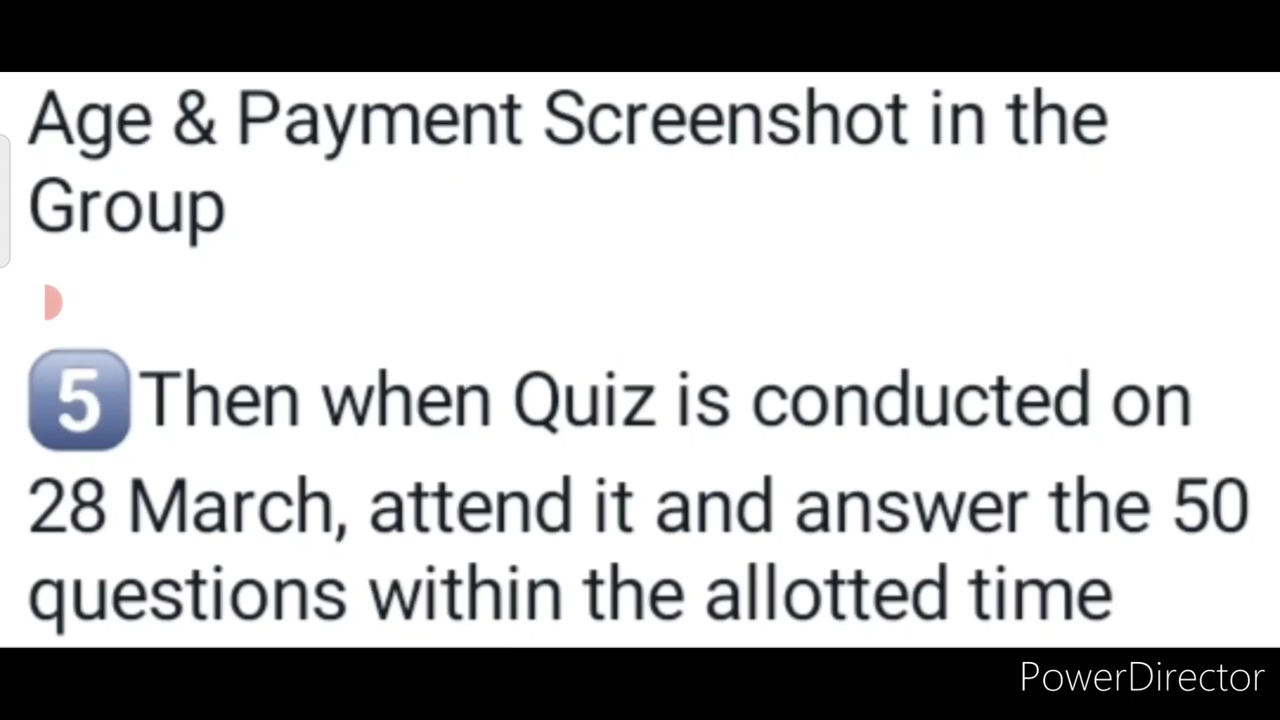 Age & Payment Screenshot in the
Group
5 Then when Quiz is conducted on
28 March, attend it and answer the 50
questions within the allotted time
PowerDirector